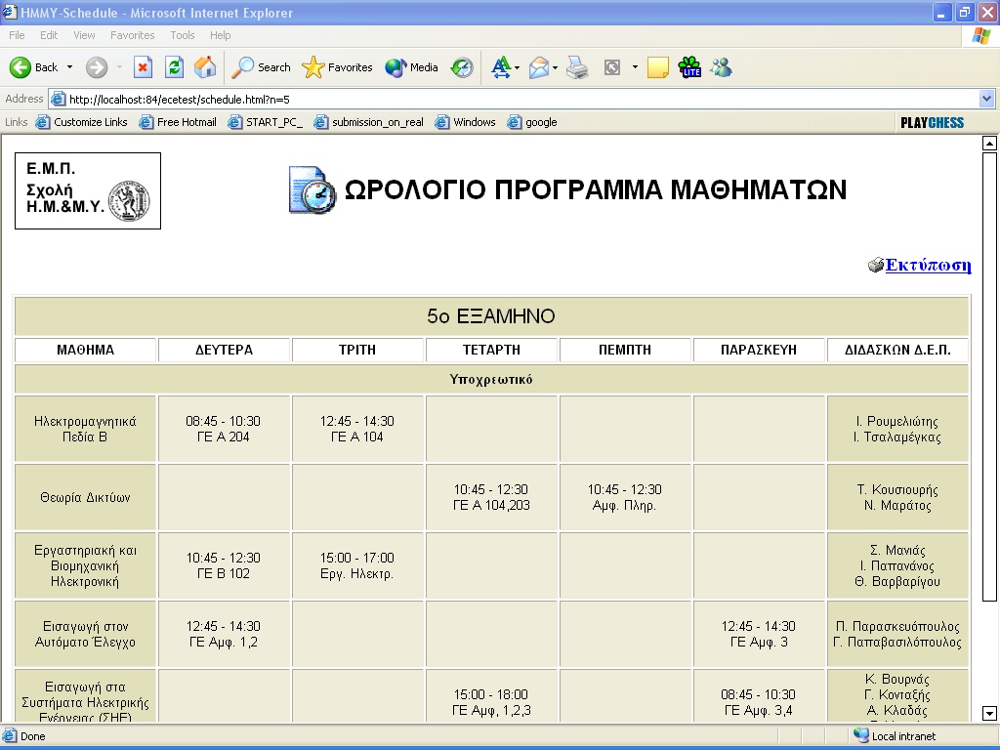 HMMY-Schedule - Microsoft Internet Explorer
File Edit View Favorites Tools Help
Back Search Favorites Media LITE
Address http://localhost:84/ecetest/schedule.html?n=5
Links Customize Links Free Hotmail START_PC_ submission_on_real Windows google PLAYCHESS
Ε.Μ.Π.
Σχολή
Η.Μ.&Μ.Υ.
ΩΡΟΛΟΓΙΟ ΠΡΟΓΡΑΜΜΑ ΜΑΘΗΜΑΤΩΝ
Εκτύπωση
5ο ΕΞΑΜΗΝΟ
ΜΑΘΗΜΑ ΔΕΥΤΕΡΑ ΤΡΙΤΗ ΤΕΤΑΡΤΗ ΠΕΜΠΤΗ ΠΑΡΑΣΚΕΥΗ ΔΙΔΑΣΚΩΝ Δ.Ε.Π.
Υποχρεωτικό
Ηλεκτρομαγνητικά 08:45 - 10:30 12:45 - 14:30 Ι. Ρουμελιώτης
Πεδία Β ΓΕ Α 204 ΓΕ Α 104 Ι. Τσαλαμέγκας
10:45 - 12:30 10:45 - 12:30 Τ. Κουσιουρής
Θεωρία Δικτύων ΓΕ Α 104,203 Αμφ. Πληρ. Ν. Μαράτος
Εργαστηριακή και Σ. Μανιάς
Βιομηχανική 10:45 - 12:30 15:00 - 17:00 Ι. Παπανάνος
Ηλεκτρονική ΓΕ Β 102 Εργ. Ηλεκτρ. Θ. Βαρβαρίγου
Εισαγωγή στον 12:45 - 14:30 12:45 - 14:30 Π. Παρασκευόπουλος
Αυτόματο Έλεγχο ΓΕ Αμφ. 1,2 ΓΕ Αμφ. 3 Γ. Παπαβασιλόπουλος
Εισαγωγή στα Κ. Βουρνάς
Συστήματα Ηλεκτρικής 15:00 - 18:00 08:45 - 10:30 Γ. Κονταξής
Ενέργειας (ΣΗΕ) ΓΕ Αμφ, 1,2,3 ΓΕ Αμφ. 3,4 Α. Κλαδάς
Done Local intranet